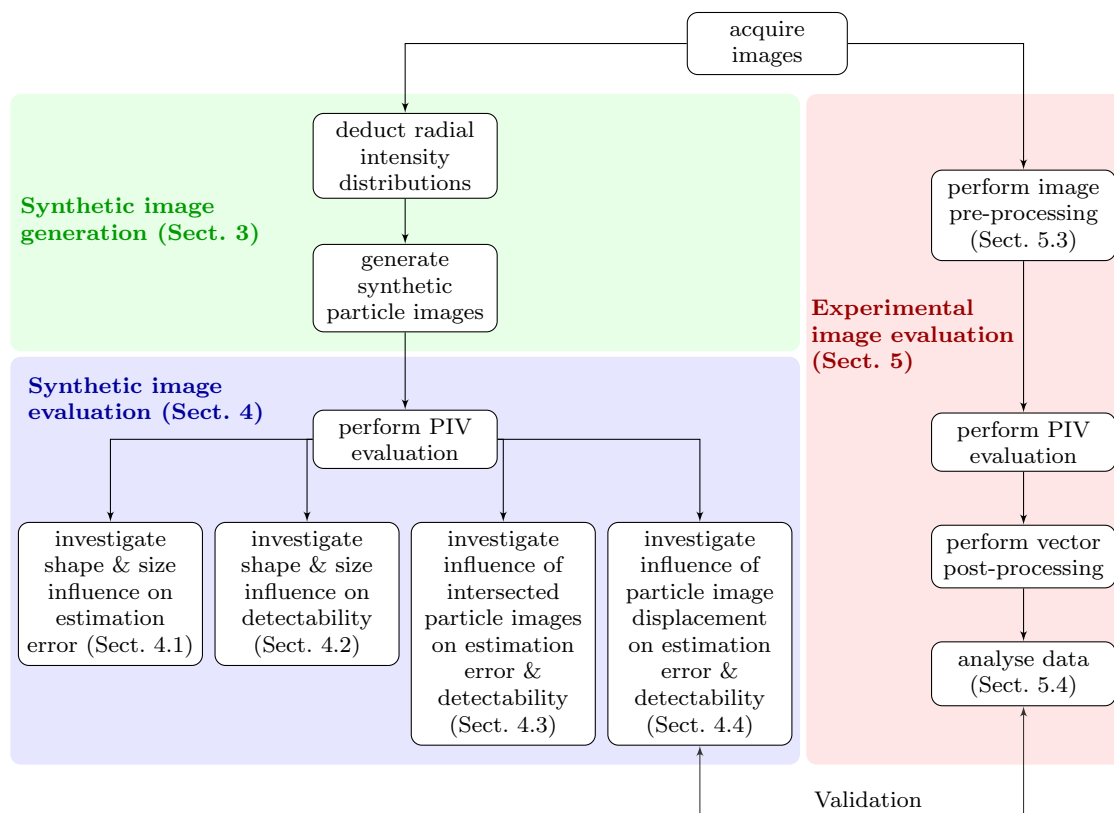 acquire
images
deduct radial
intensity
distributions
Synthetic image
generation (Sect. 3)
generate
synthetic
particle images
perform image
pre-processing
(Sect. 5.3)
Experimental
image evaluation
(Sect. 5)
Synthetic image
evaluation (Sect. 4)
perform PIV
evaluation
perform PIV
evaluation
investigate
shape & size
influence on
estimation
error (Sect. 4.1)
investigate
shape & size
influence on
detectability
(Sect. 4.2)
investigate
influence of
intersected
particle images
on estimation
error &
detectability
(Sect. 4.3)
investigate
influence of
particle image
displacement
on estimation
error &
detectability
(Sect. 4.4)
perform vector
post-processing
analyse data
(Sect. 5.4)
Validation